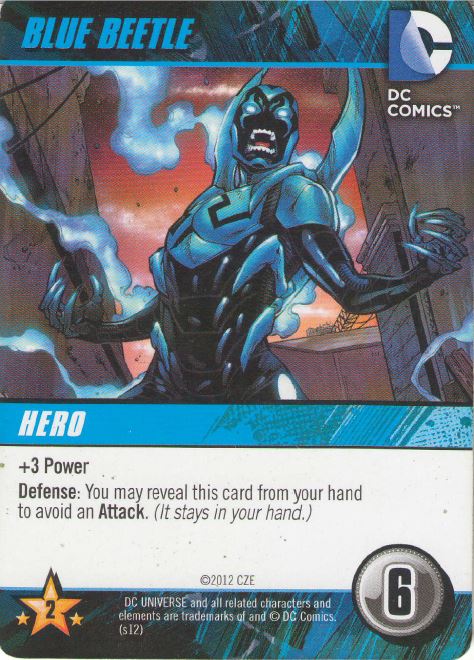 BLUE BEETLE
DC
COMICS™
HERO
+3 Power
Defense: You may reveal this card from your hand
to avoid an Attack. (It stays in your hand.)
©2012 CZE
2
DC UNIVERSE and all related characters and
elements are trademarks of and © DC Comics.
(s12)
6